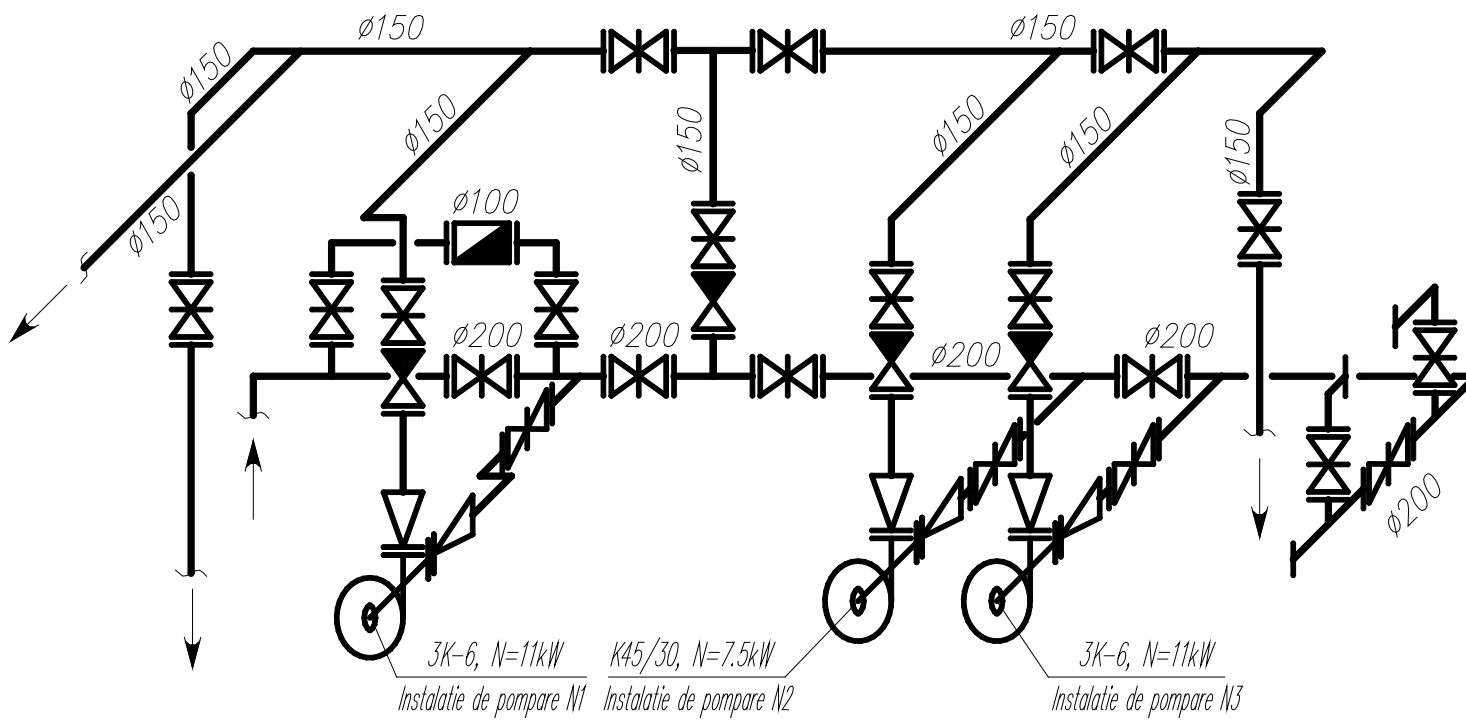 ø150
ø150
ø150
ø150
ø150
ø150
ø150
ø150
ø150
ø100
ø200
ø200
ø200
ø200
ø200
3K-6, N=11kW
Instalatie de pompare N1
K45/30, N=7.5kW
Instalatie de pompare N2
3K-6, N=11kW
Instalatie de pompare N3